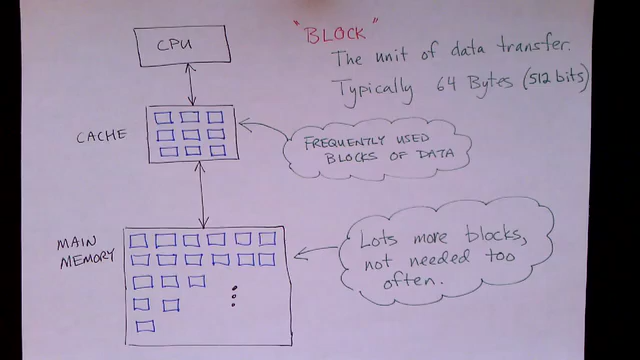 "BLOCK"
The unit of data transfer.
Typically 64 Bytes (512 bits)
CPU
CACHE
FREQUENTLY USED
BLOCKS OF DATA
MAIN
MEMORY
Lots more blocks,
not needed too
often.